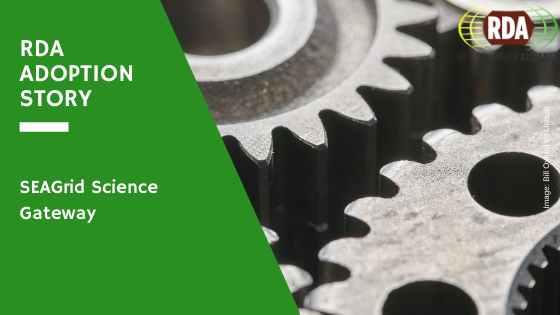 RDA
ADOPTION
STORY
SEAGrid Science
Gateway
RDA